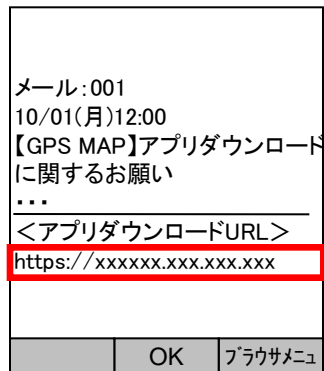 メール:001
10/01(月)12:00
【GPS MAP】アプリダウンロード
に関するお願い
・・・
＜アプリダウンロードURL＞
https://xxxxxx.xxx.xxx.xxx
OK ﾌﾞﾗｳｻﾞﾒﾆｭ